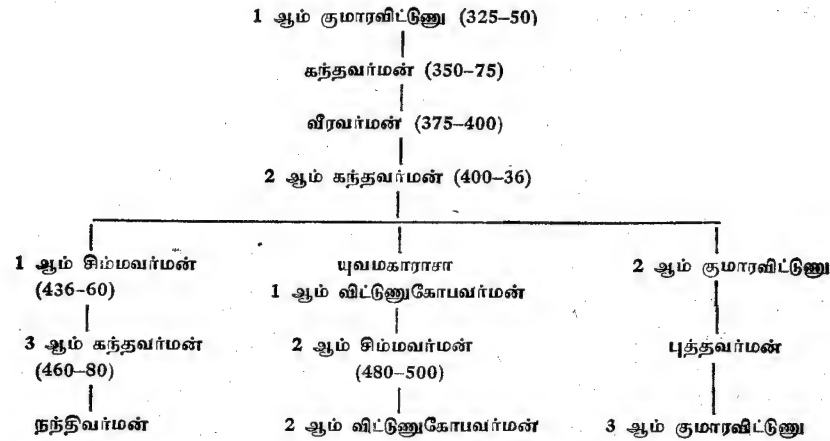 1 ஆம் குமாரவிட்டுணு (325–50)
கந்தவர்மன் (350–75)
வீரவர்மன் (375–400)
2 ஆம் கந்தவர்மன் (400–36)
1 ஆம் சிம்மவர்மன்
(436–60)
யுவமகாராசா
1 ஆம் விட்டுணுகோபவர்மன்
2 ஆம் குமாரவிட்டுணு
3 ஆம் கந்தவர்மன்
(460–80)
2 ஆம் சிம்மவர்மன்
(480–500)
புத்தவர்மன்
நந்திவர்மன்
2 ஆம் விட்டுணுகோபவர்மன்
3 ஆம் குமாரவிட்டுணு